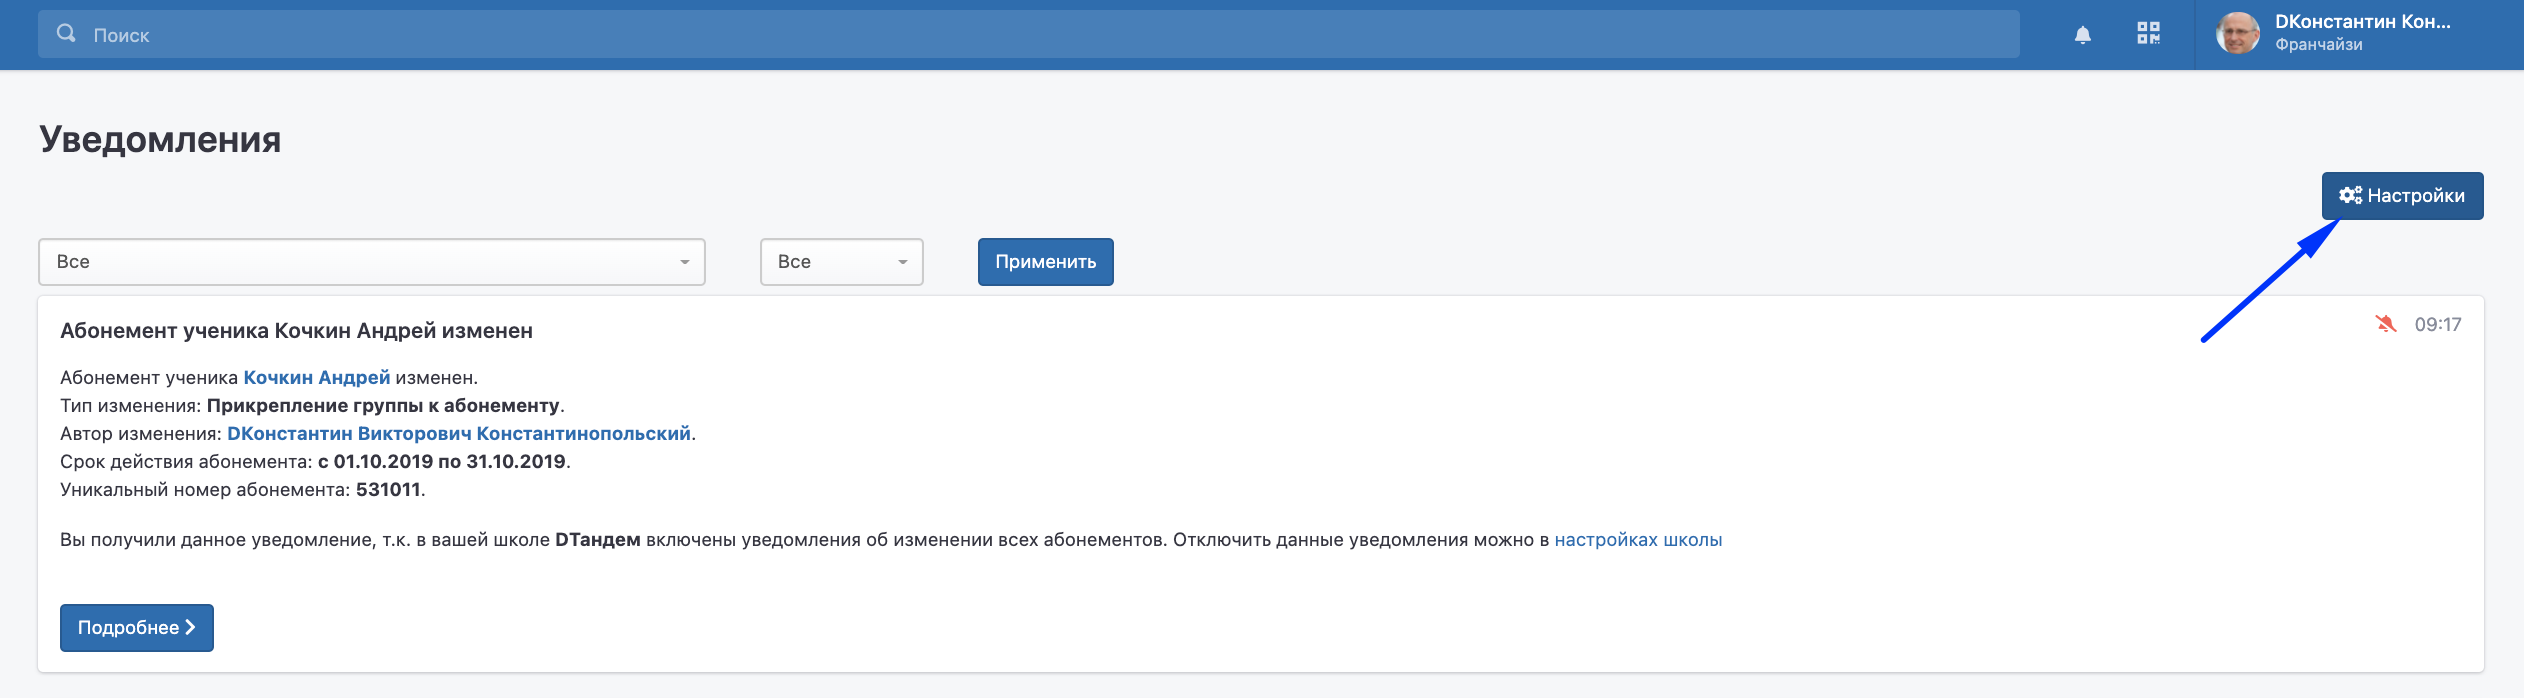 Поиск
DКонстантин Кон...
Франчайзи
Уведомления
Настройки
Все
Все
Применить
Абонемент ученика Кочкин Андрей изменен
09:17
Абонемент ученика Кочкин Андрей изменен.
Тип изменения: Прикрепление группы к абонементу.
Автор изменения: DКонстантин Викторович Константинопольский.
Срок действия абонемента: с 01.10.2019 по 31.10.2019.
Уникальный номер абонемента: 531011.
Вы получили данное уведомление, т.к. в вашей школе DТандем включены уведомления об изменении всех абонементов. Отключить данные уведомления можно в настройках школы
Подробнее